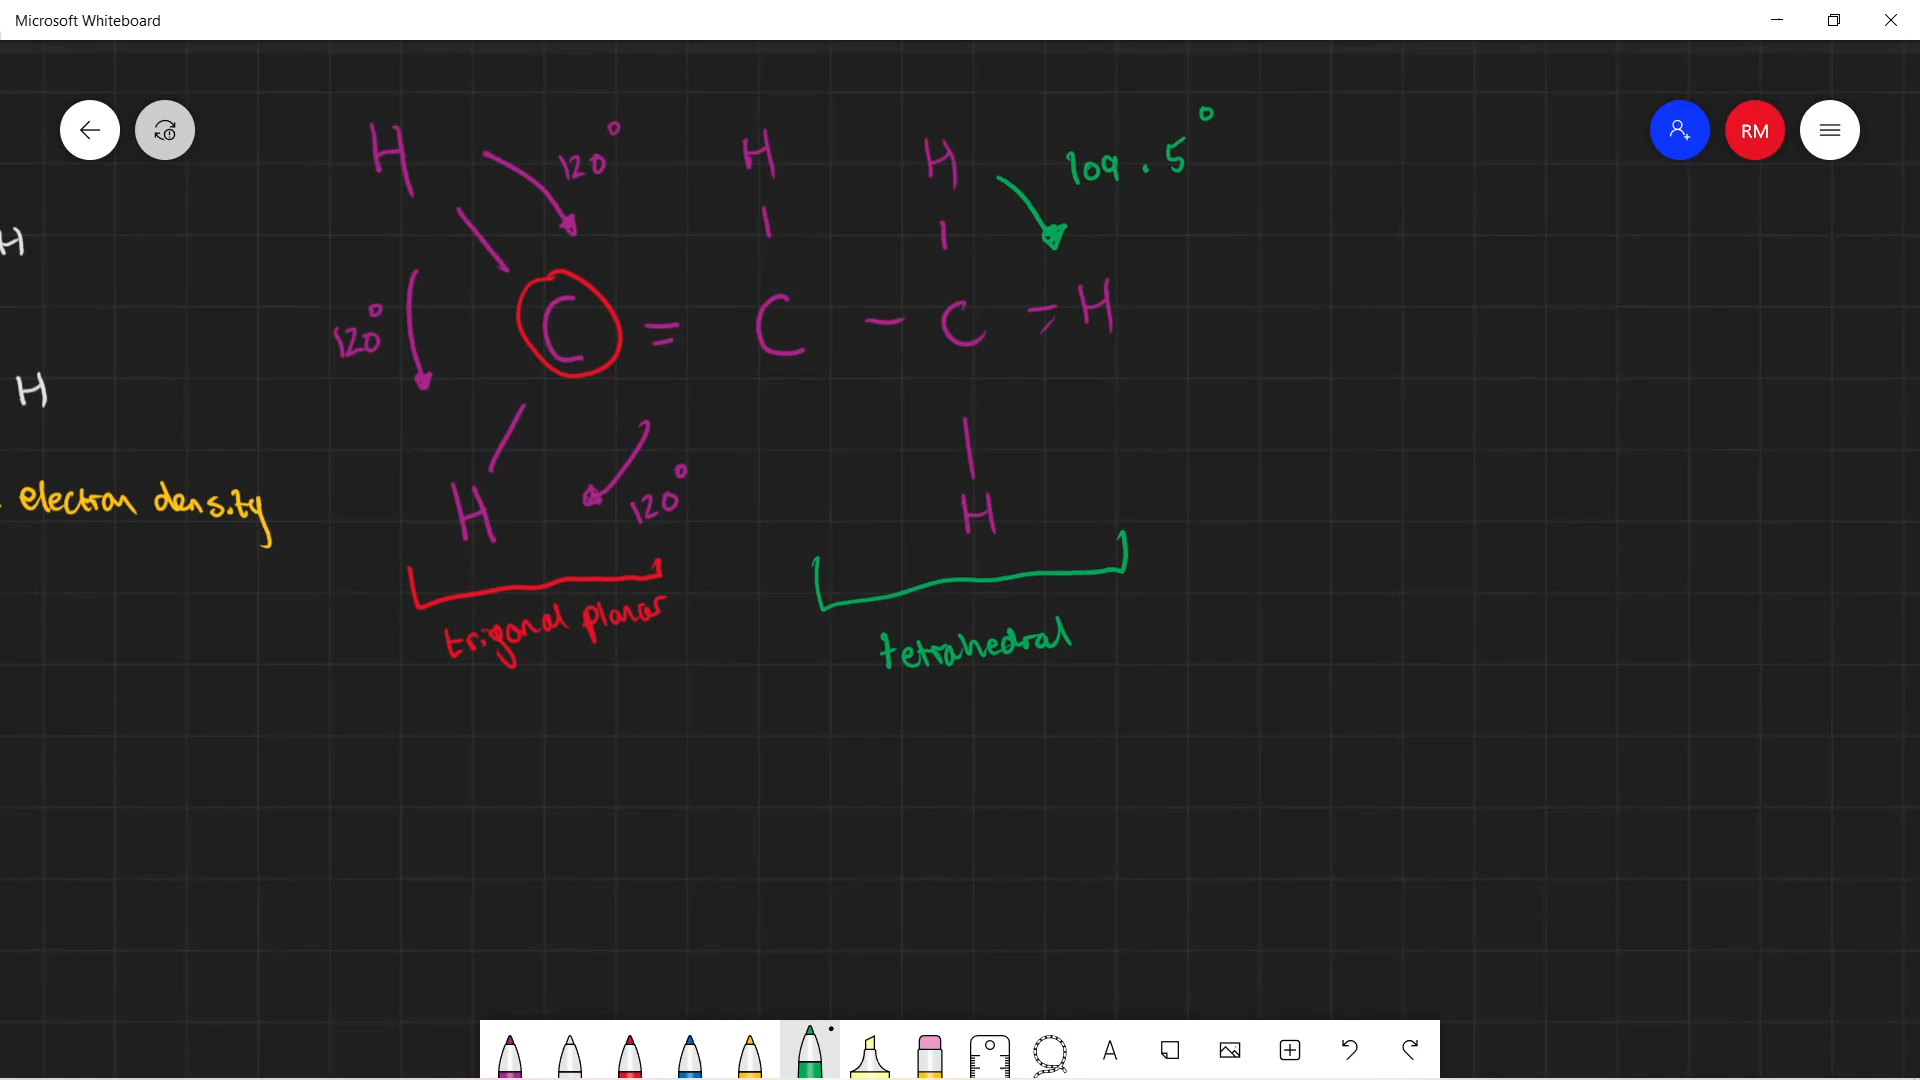 Microsoft Whiteboard
H 120° H H 109.5°
RM
H
120° C = C - C - H
H
electron density
H 120° H
trigonal planar
tetrahedral
A